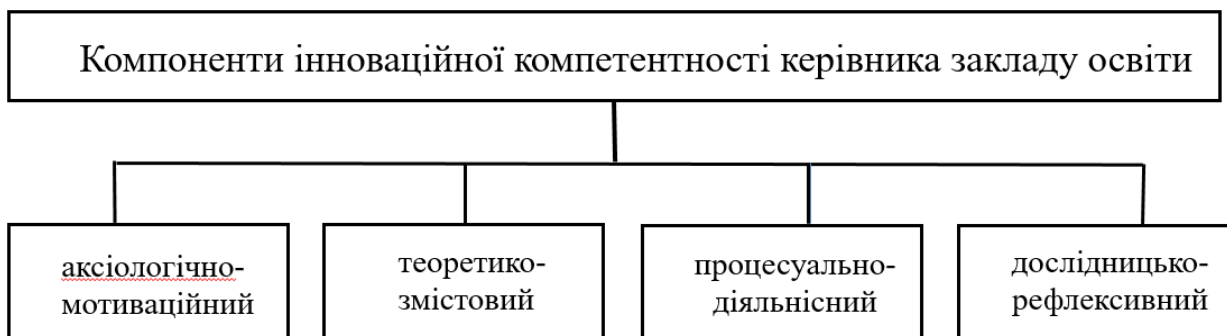 Компоненти інноваційної компетентності керівника закладу освіти
аксіологічно-
мотиваційний
теоретико-
змістовий
процесуально-
діяльнісний
дослідницько-
рефлексивний